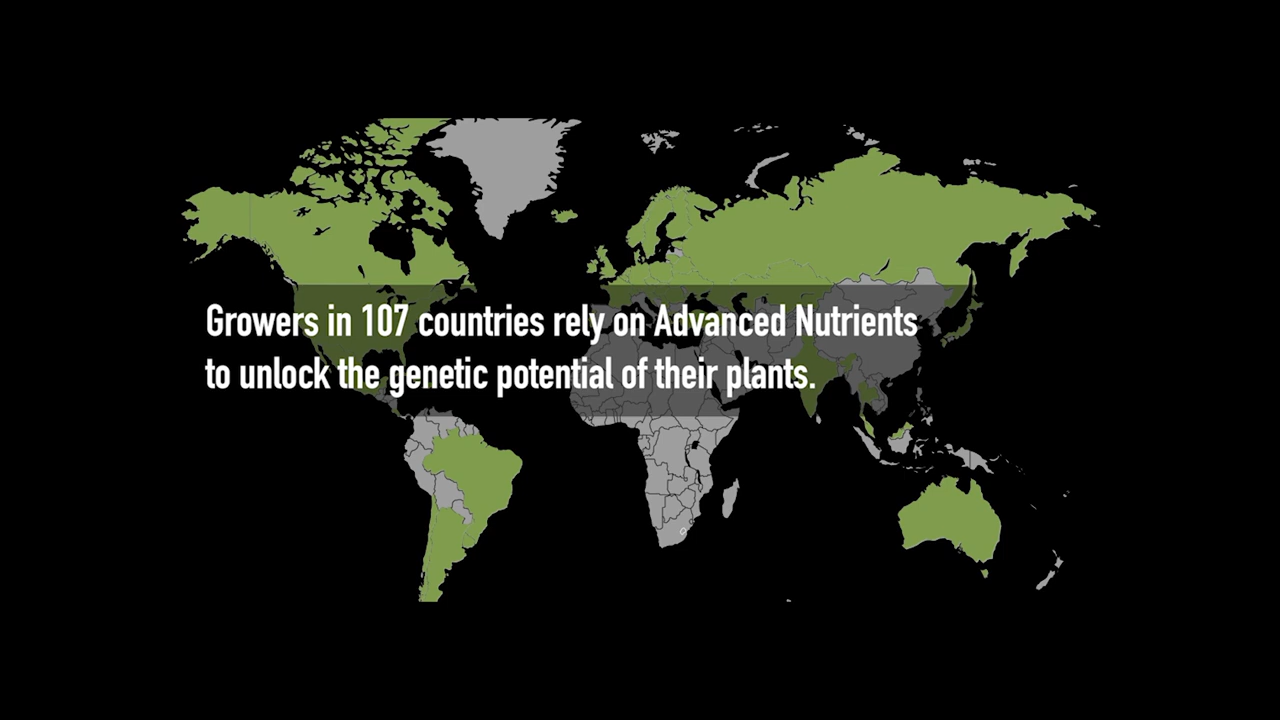 Growers in 107 countries rely on Advanced Nutrients
to unlock the genetic potential of their plants.